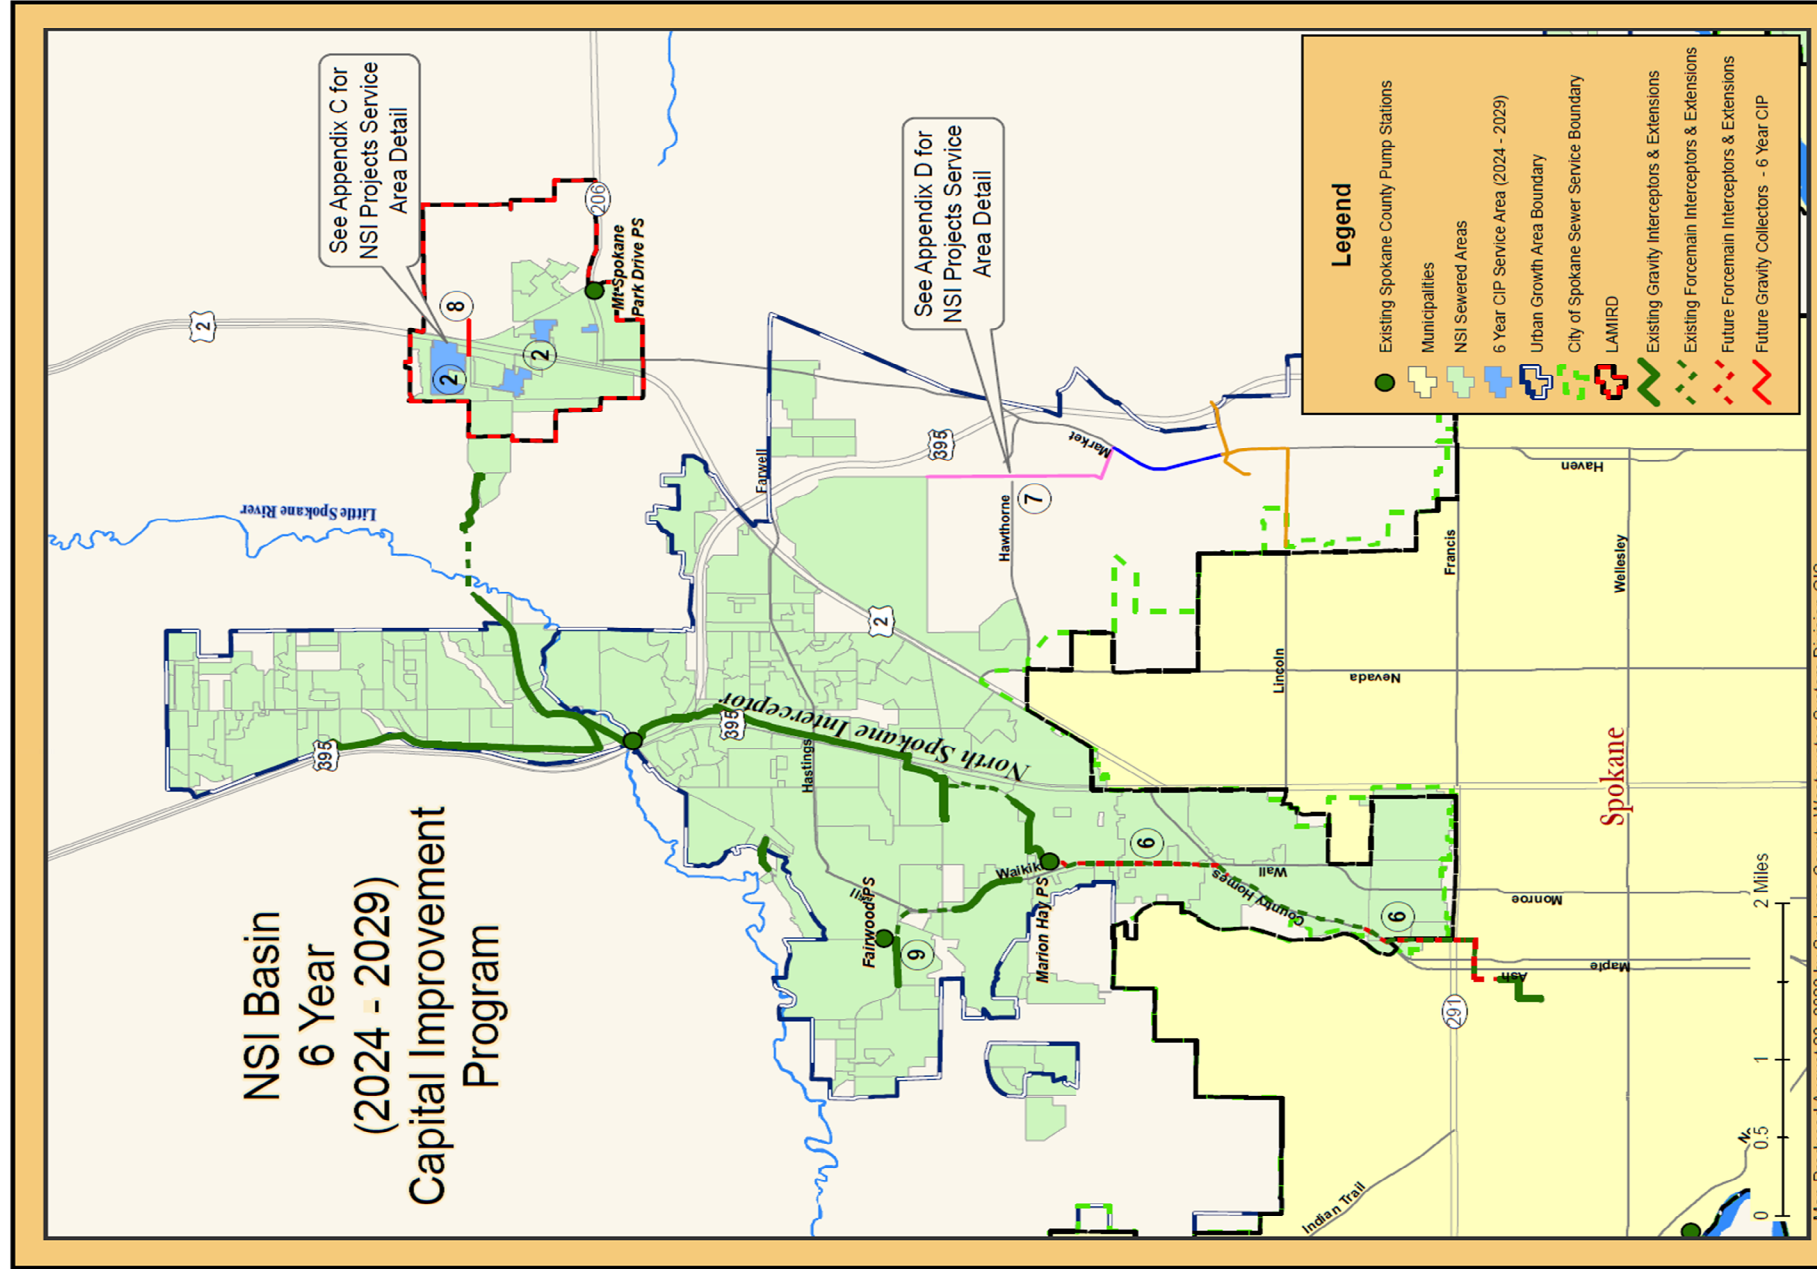 NSI Basin
6 Year
(2024 - 2029)
Capital Improvement
Program
See Appendix C for
NSI Projects Service
Area Detail
See Appendix D for
NSI Projects Service
Area Detail
Legend
Existing Spokane County Pump Stations
Municipalities
NSI Sewered Areas
6 Year CIP Service Area (2024 - 2029)
Urban Growth Area Boundary
City of Spokane Sewer Service Boundary
LAMIRD
Existing Gravity Interceptors & Extensions
Existing Forcemain Interceptors & Extensions
Future Forcemain Interceptors & Extensions
Future Gravity Collectors - 6 Year CIP
2
206
8
2
2
Mt Spokane
Park Drive PS
Little Spokane River
Farwell
395
Market
Hawthorne
7
Haven
Francis
Wellesley
2
Lincoln
Nevada
395
395
North Spokane Interceptor
Hastings
Spokane
Waikiki
6
Wall
Country Homes
Monroe
6
Fairwood PS
9
Marion Hay PS
Maple
Ash
291
Indian Trail
0 0.5 1 2 Miles